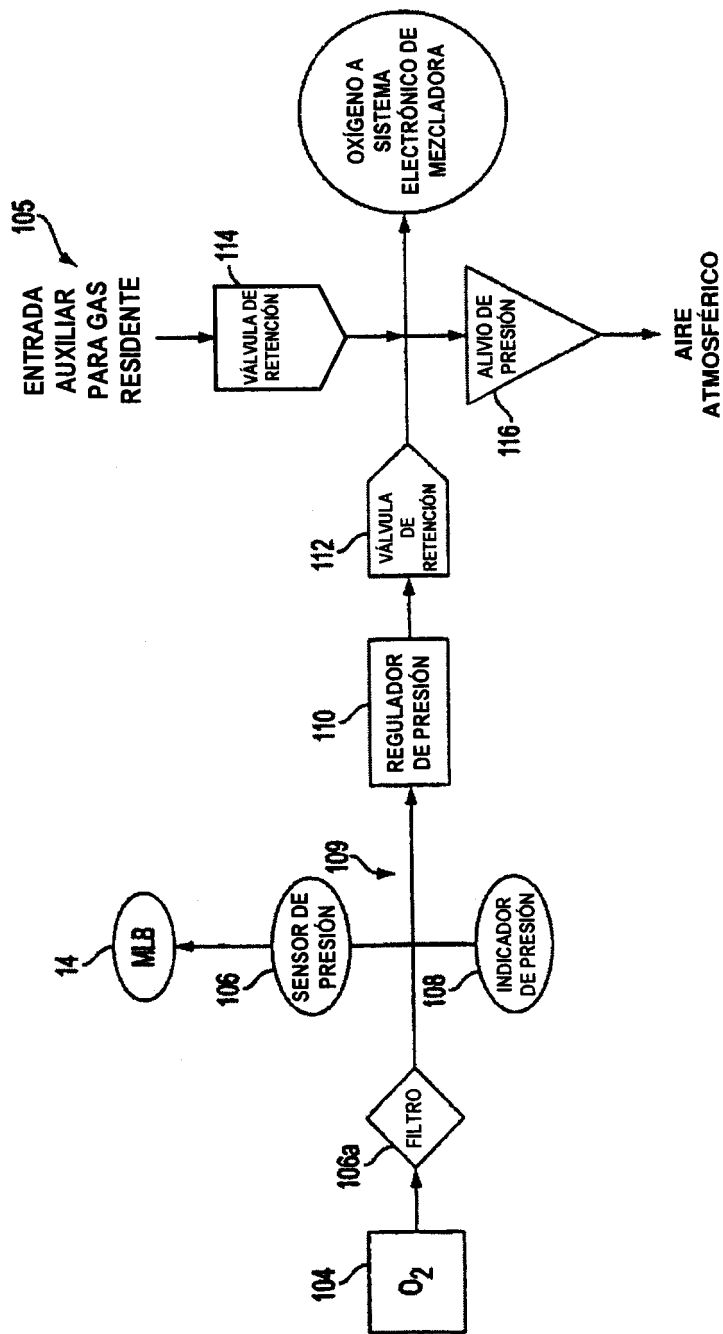 104
O2
106a
FILTRO
14
MLB
106
SENSOR DE
PRESIÓN
109
108
INDICADOR
DE PRESIÓN
110
REGULADOR
DE PRESIÓN
112
VÁLVULA
DE
RETENCIÓN
ENTRADA
AUXILIAR
PARA GAS
RESIDENTE
105
114
VÁLVULA DE
RETENCIÓN
116
ALIVIO DE
PRESIÓN
AIRE
ATMOSFÉRICO
OXÍGENO A
SISTEMA
ELECTRÓNICO DE
MEZCLADORA